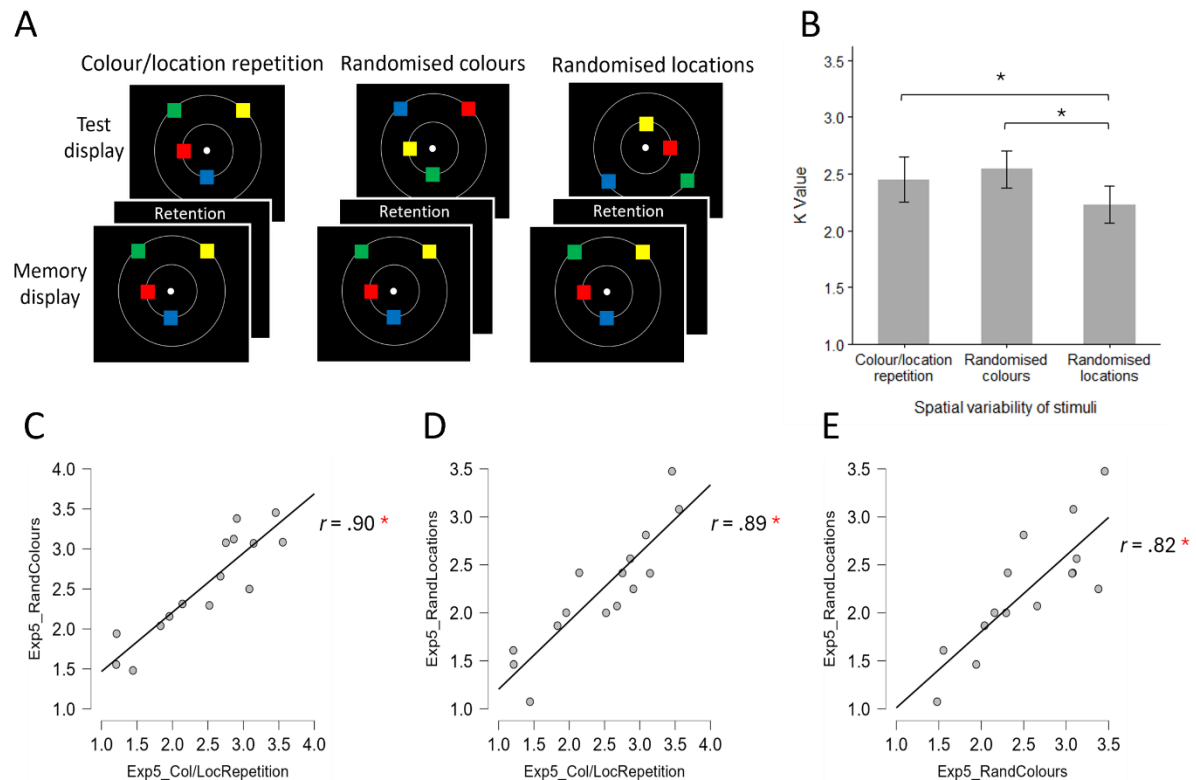 A
Colour/location repetition
Randomised colours
Randomised locations
Test
display
Retention
Retention
Retention
Memory
display
B
3.5
3.0
2.5
2.0
1.5
1.0
K Value
*
*
Colour/location
repetition
Randomised
colours
Randomised
locations
Spatial variability of stimuli
C
4.0
3.5
3.0
2.5
2.0
1.5
1.0
Exp5_RandColours
r = .90 *
1.0 1.5 2.0 2.5 3.0 3.5 4.0
Exp5_Col/LocRepetition
D
3.5
3.0
2.5
2.0
1.5
1.0
Exp5_RandLocations
r = .89 *
1.0 1.5 2.0 2.5 3.0 3.5 4.0
Exp5_Col/LocRepetition
E
3.5
3.0
2.5
2.0
1.5
1.0
Exp5_RandLocations
r = .82 *
1.0 1.5 2.0 2.5 3.0 3.5
Exp5_RandColours